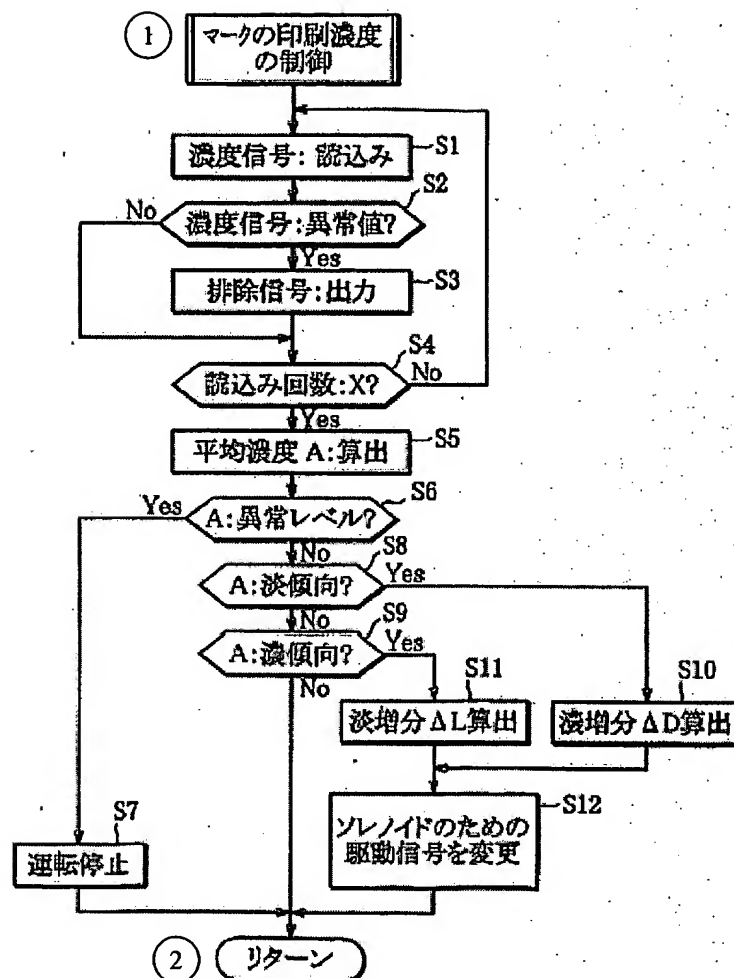 1
マークの印刷濃度
の制御
S1
濃度信号:読込み
S2
No
濃度信号:異常値?
Yes
S3
排除信号:出力
S4
読込み回数:X?
No
Yes
S5
平均濃度 A:算出
S6
Yes
A:異常レベル?
No
S8
A:淡傾向?
Yes
No
S9
A:濃傾向?
Yes
No
S11
淡増分ΔL算出
S10
濃増分ΔD算出
S12
ソレノイドのための
駆動信号を変更
S7
運転停止
2
リターン